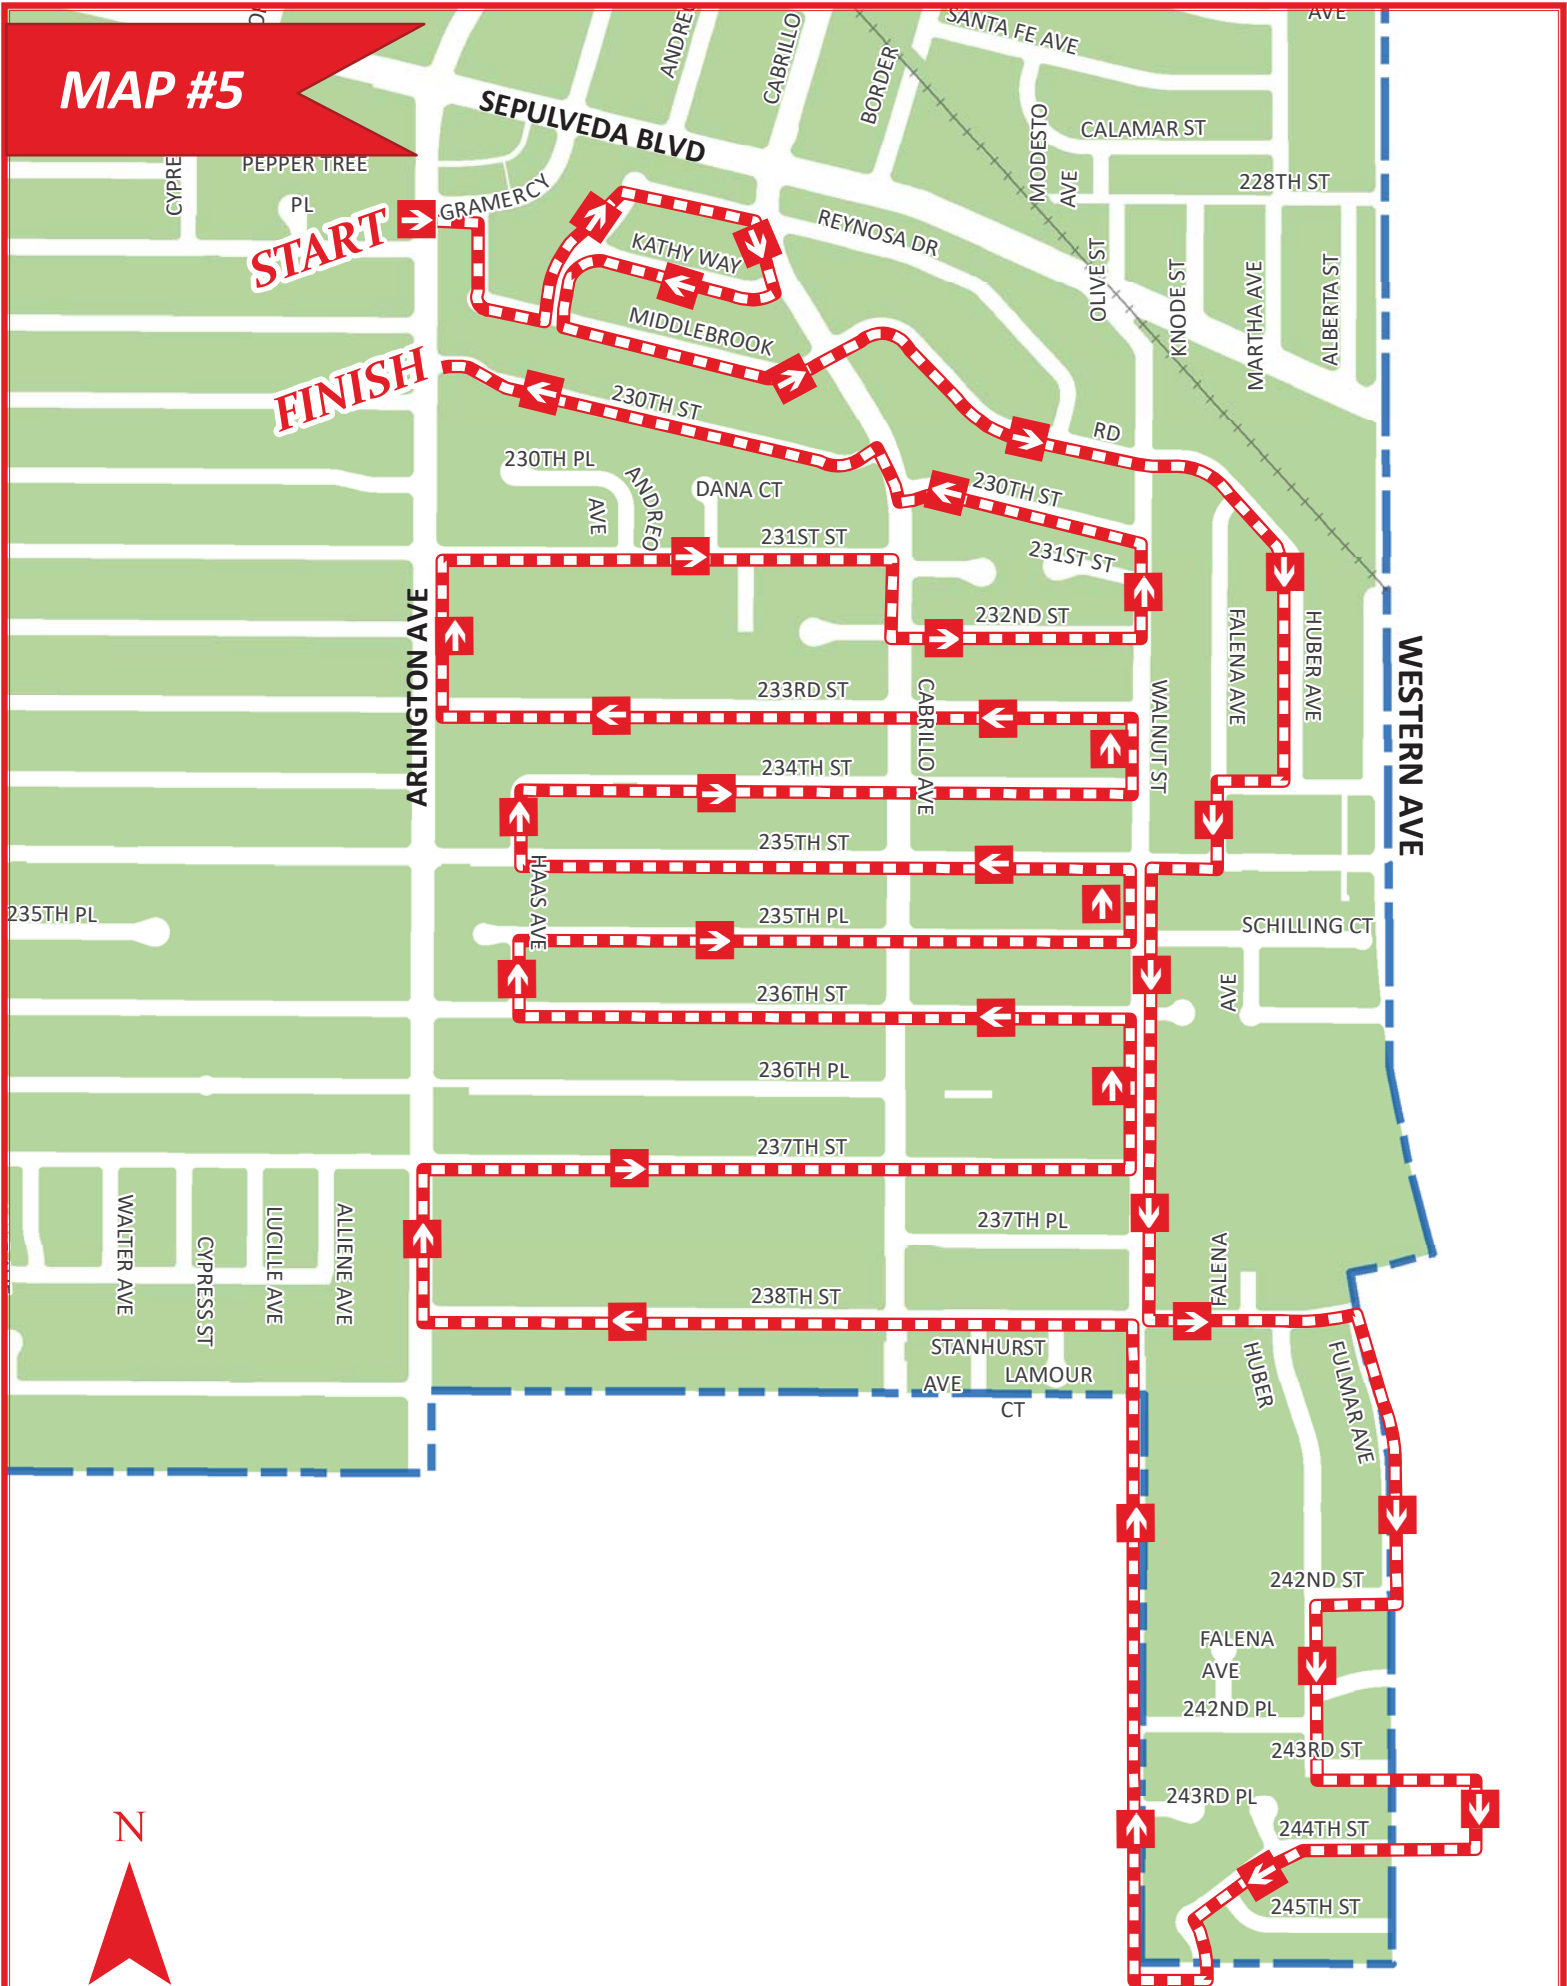 AVE
SANTA FE AVE
CABRILLO
BORDER
MAP #5
SEPULVEDA BLVD
MODESTO
AVE
CALAMAR ST
PEPPER TREE
PL
228TH ST
GRAMERCY
START
REYNOSA DR
KATHY WAY
OLIVE ST
KNODE ST
MARTHA AVE
ALBERTA ST
MIDDLEBROOK
RD
FINISH
230TH ST
230TH PL
ANDREO
AVE
DANA CT
230TH ST
231ST ST
231ST ST
232ND ST
ARLINGTON AVE
FALENA AVE
HUBER AVE
WESTERN AVE
233RD ST
CABRILLO AVE
WALNUT ST
234TH ST
235TH ST
HAAS AVE
235TH PL
235TH PL
SCHILLING CT
236TH ST
AVE
236TH PL
237TH ST
WALTER AVE
CYPRESS ST
LUCILLE AVE
ALLIENE AVE
237TH PL
FALENA
238TH ST
STANHURST
AVE
LAMOUR
CT
HUBER
FULMAR AVE
242ND ST
FALENA
AVE
242ND PL
243RD ST
243RD PL
244TH ST
245TH ST
N